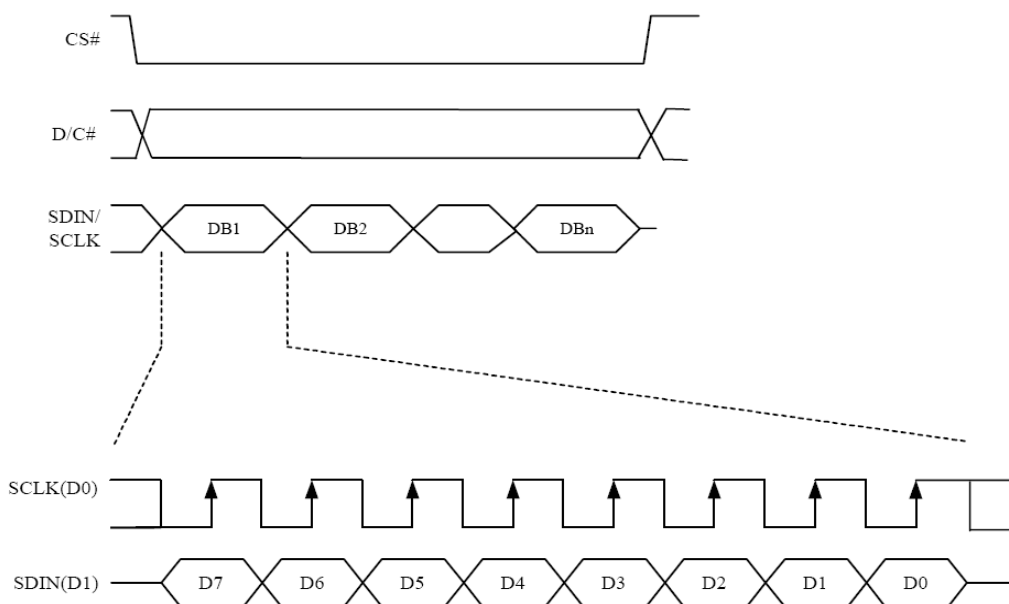 CS#
D/C#
SDIN/
SCLK
DB1
DB2
DBn
SCLK(D0)
SDIN(D1)
D7
D6
D5
D4
D3
D2
D1
D0